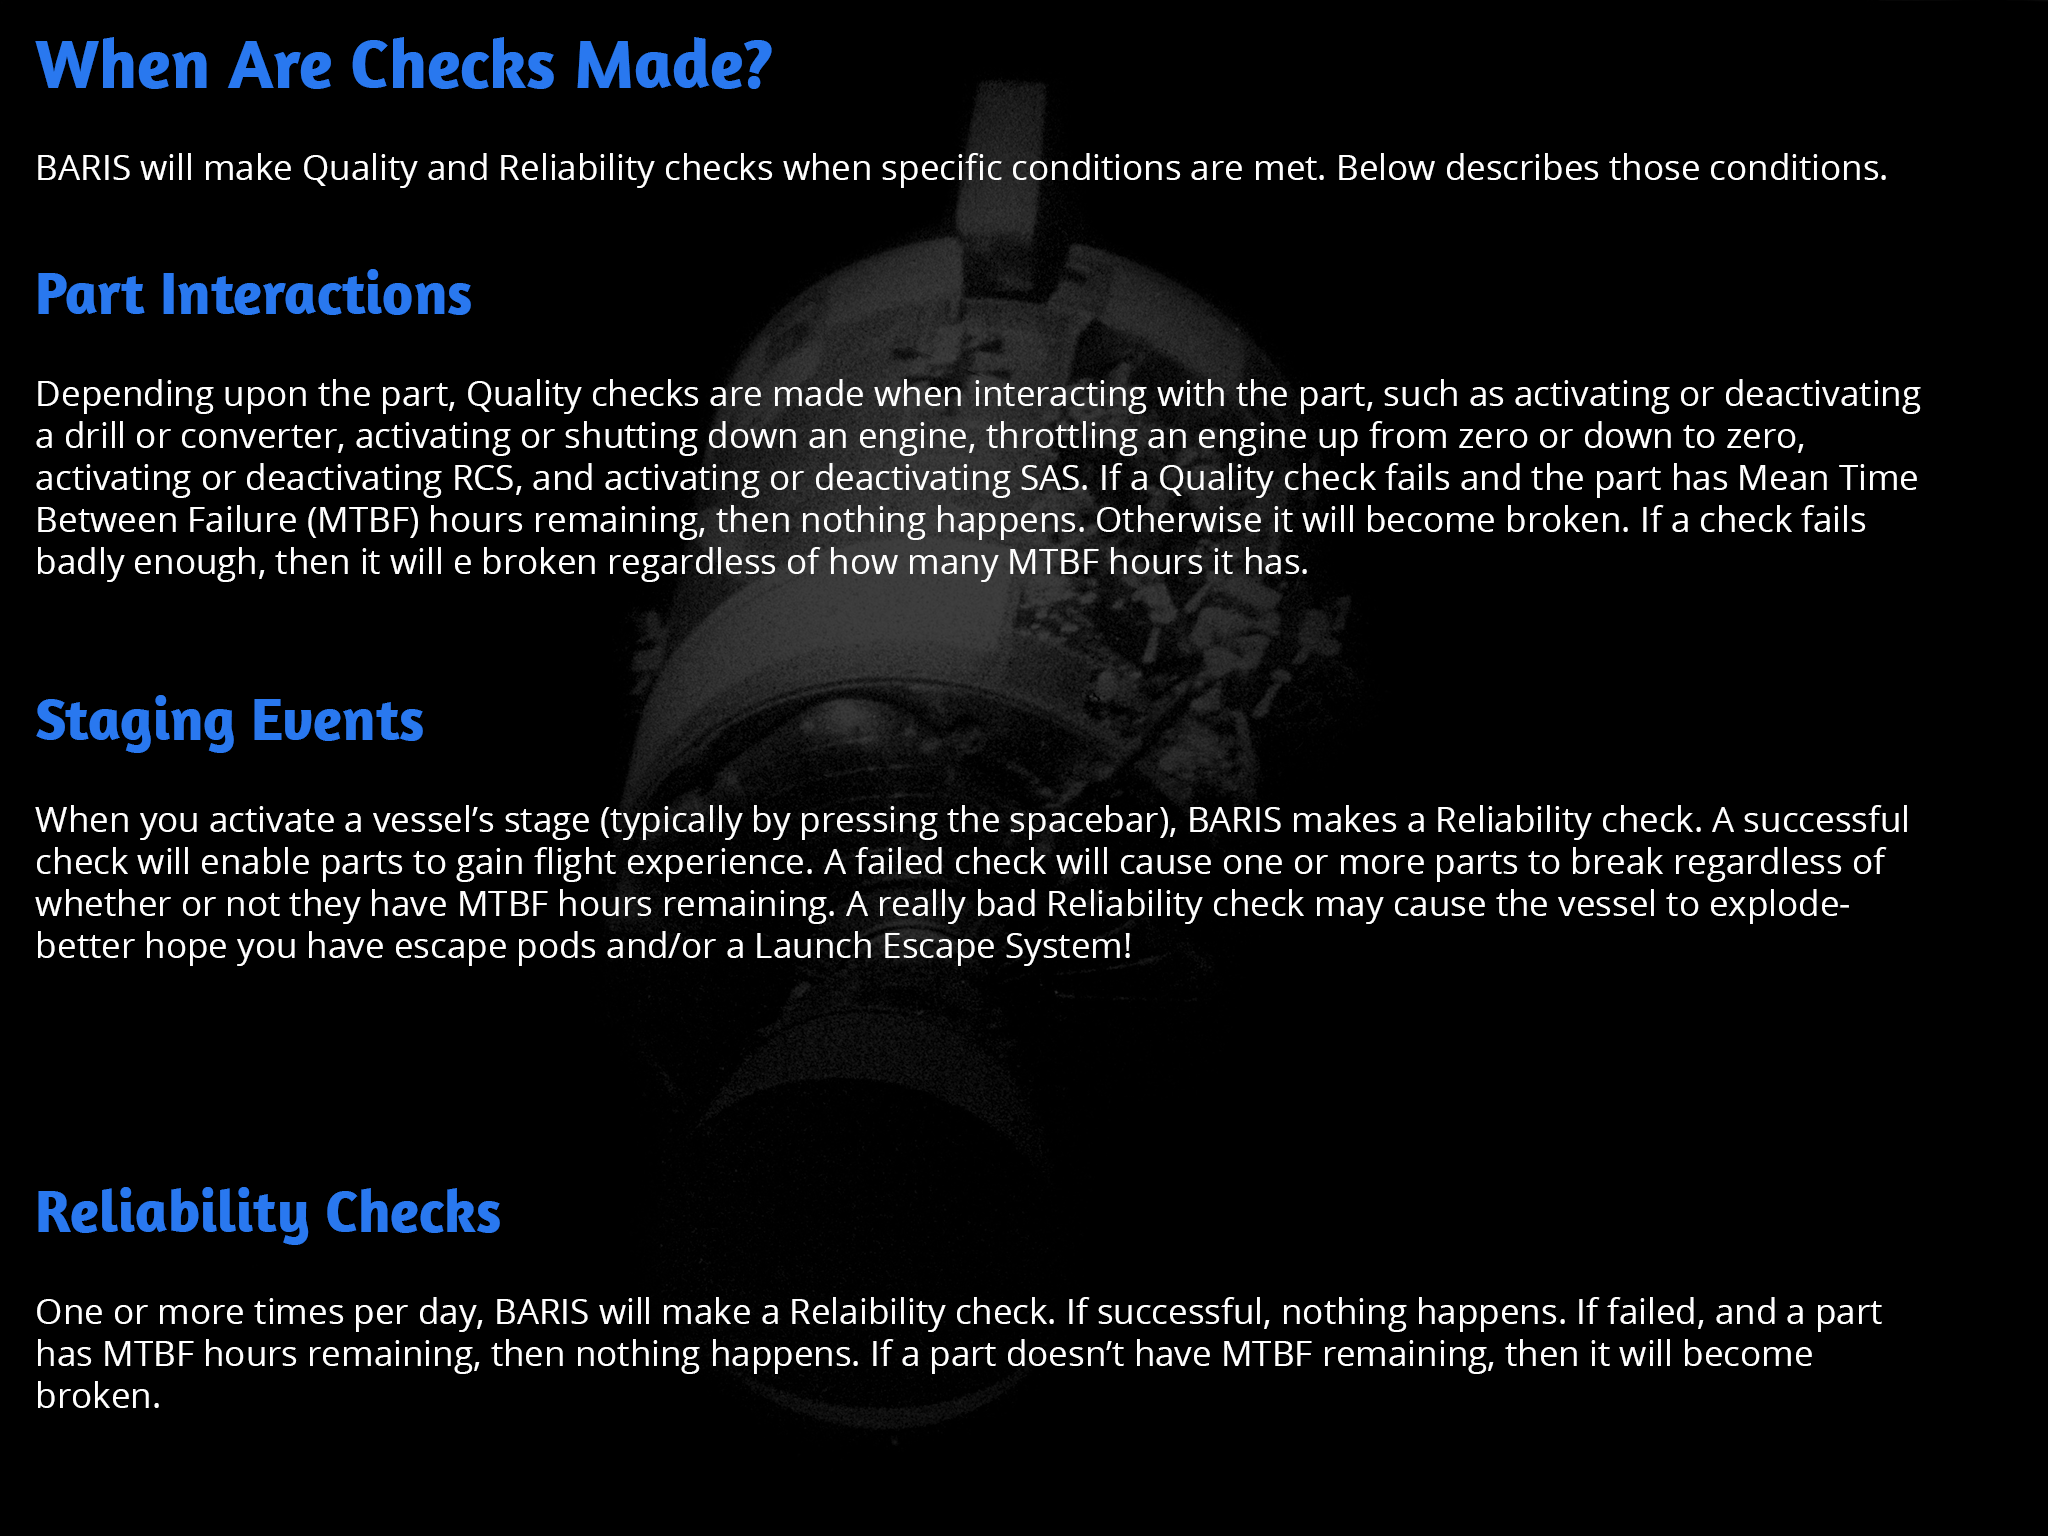 When Are Checks Made?
BARIS will make Quality and Reliability checks when specific conditions are met. Below describes those conditions.
Part Interactions
Depending upon the part, Quality checks are made when interacting with the part, such as activating or deactivating
a drill or converter, activating or shutting down an engine, throttling an engine up from zero or down to zero,
activating or deactivating RCS, and activating or deactivating SAS. If a Quality check fails and the part has Mean Time
Between Failure (MTBF) hours remaining, then nothing happens. Otherwise it will become broken. If a check fails
badly enough, then it will e broken regardless of how many MTBF hours it has.
Staging Events
When you activate a vessel’s stage (typically by pressing the spacebar), BARIS makes a Reliability check. A successful
check will enable parts to gain flight experience. A failed check will cause one or more parts to break regardless of
whether or not they have MTBF hours remaining. A really bad Reliability check may cause the vessel to explode-
better hope you have escape pods and/or a Launch Escape System!
Reliability Checks
One or more times per day, BARIS will make a Relaibility check. If successful, nothing happens. If failed, and a part
has MTBF hours remaining, then nothing happens. If a part doesn’t have MTBF remaining, then it will become
broken.